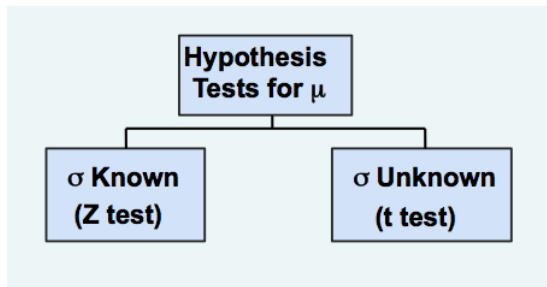 Hypothesis
Tests for μ
σ Known
(Z test)
σ Unknown
(t test)